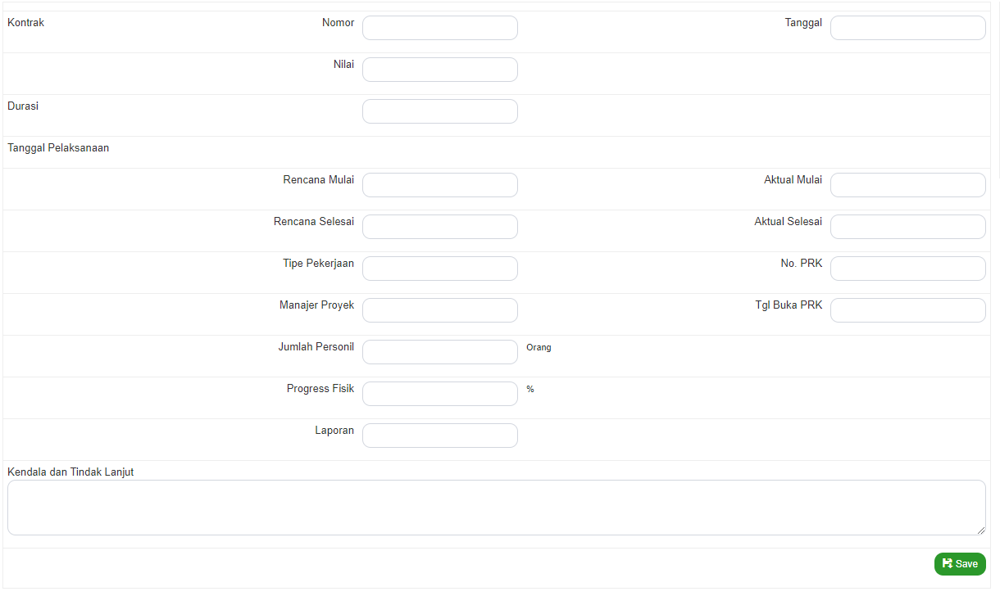 Kontrak Nomor Tanggal
Nilai
Durasi
Tanggal Pelaksanaan
Rencana Mulai Aktual Mulai
Rencana Selesai Aktual Selesai
Tipe Pekerjaan No. PRK
Manajer Proyek Tgl Buka PRK
Jumlah Personil Orang
Progress Fisik %
Laporan
Kendala dan Tindak Lanjut
Save